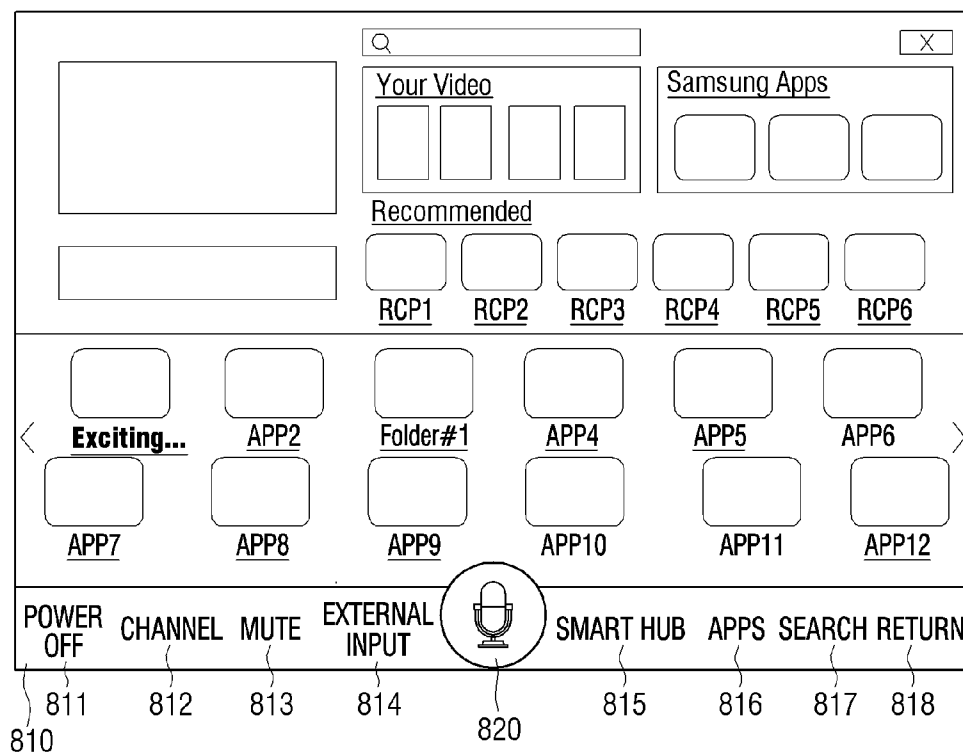 X
Your Video
Samsung Apps
Recommended
RCP1 RCP2 RCP3 RCP4 RCP5 RCP6
Exciting... APP2 Folder#1 APP4 APP5 APP6
APP7 APP8 APP9 APP10 APP11 APP12
POWER OFF CHANNEL MUTE EXTERNAL INPUT SMART HUB APPS SEARCH RETURN
811 812 813 814 820 815 816 817 818
810